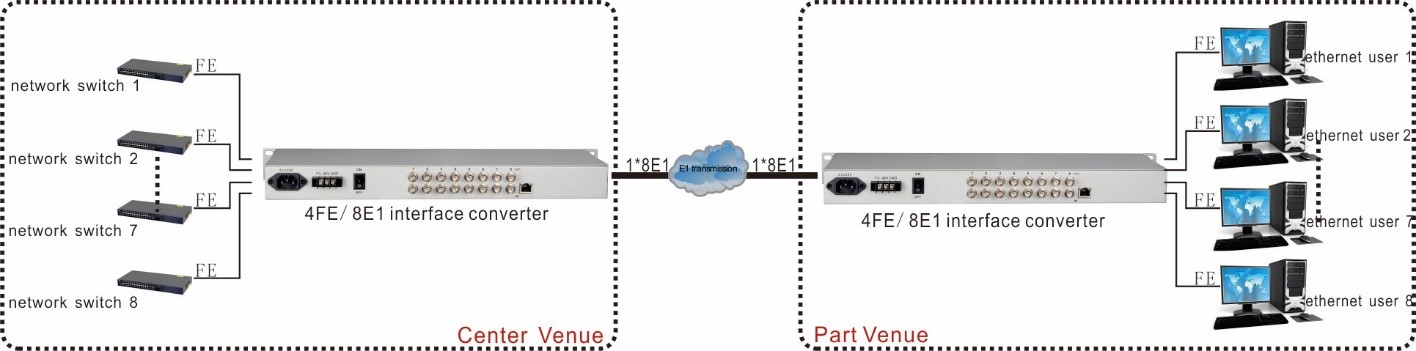 FE
network switch 1
FE
network switch 2
FE
network switch 7
FE
network switch 8
4FE/ 8E1 interface converter
Center Venue
1*8E1
E1 transmission
1*8E1
4FE/ 8E1 interface converter
Part Venue
FE
ethernet user 1
FE
ethernet user 2
FE
ethernet user 7
FE
ethernet user 8